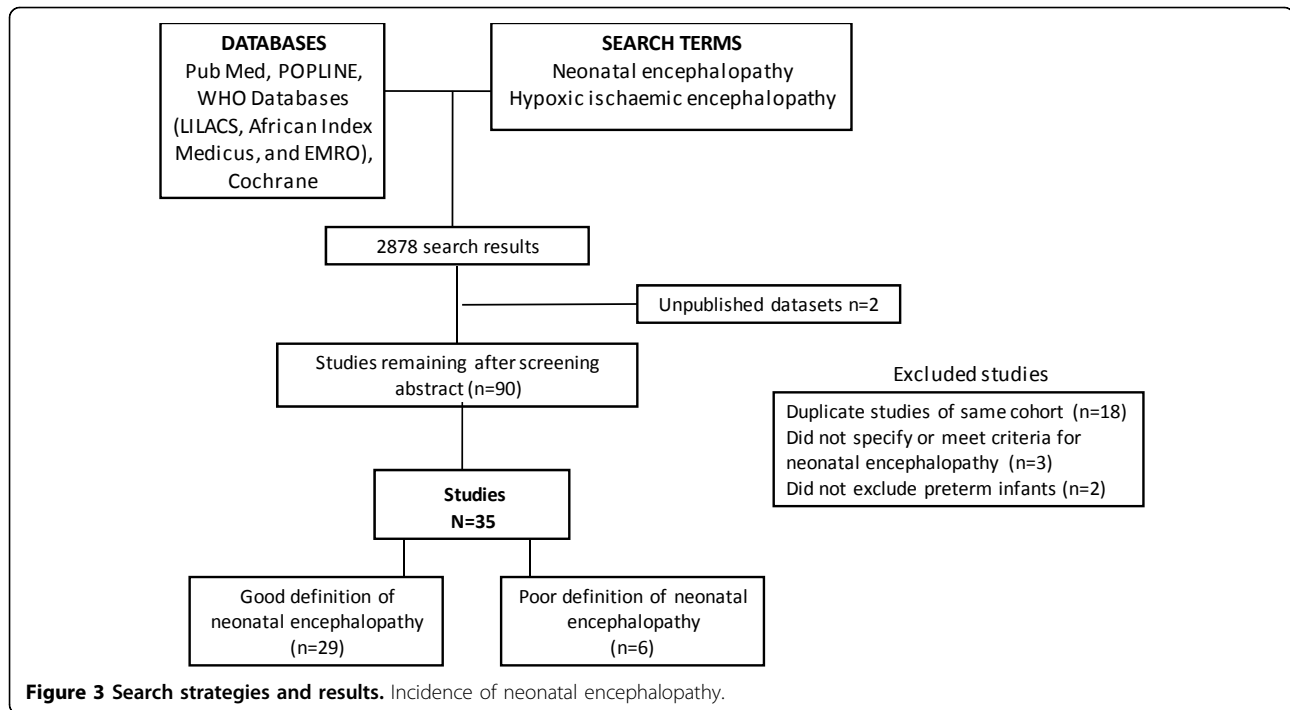 DATABASES
Pub Med, POPLINE,
WHO Databases
(LILACS, African Index
Medicus, and EMRO),
Cochrane
SEARCH TERMS
Neonatal encephalopathy
Hypoxic ischaemic encephalopathy
2878 search results
Unpublished datasets n=2
Studies remaining after screening
abstract (n=90)
Excluded studies
Duplicate studies of same cohort (n=18)
Did not specify or meet criteria for
neonatal encephalopathy (n=3)
Did not exclude preterm infants (n=2)
Studies
N=35
Good definition of
neonatal encephalopathy
(n=29)
Poor definition of neonatal
encephalopathy
(n=6)
Figure 3 Search strategies and results. Incidence of neonatal encephalopathy.